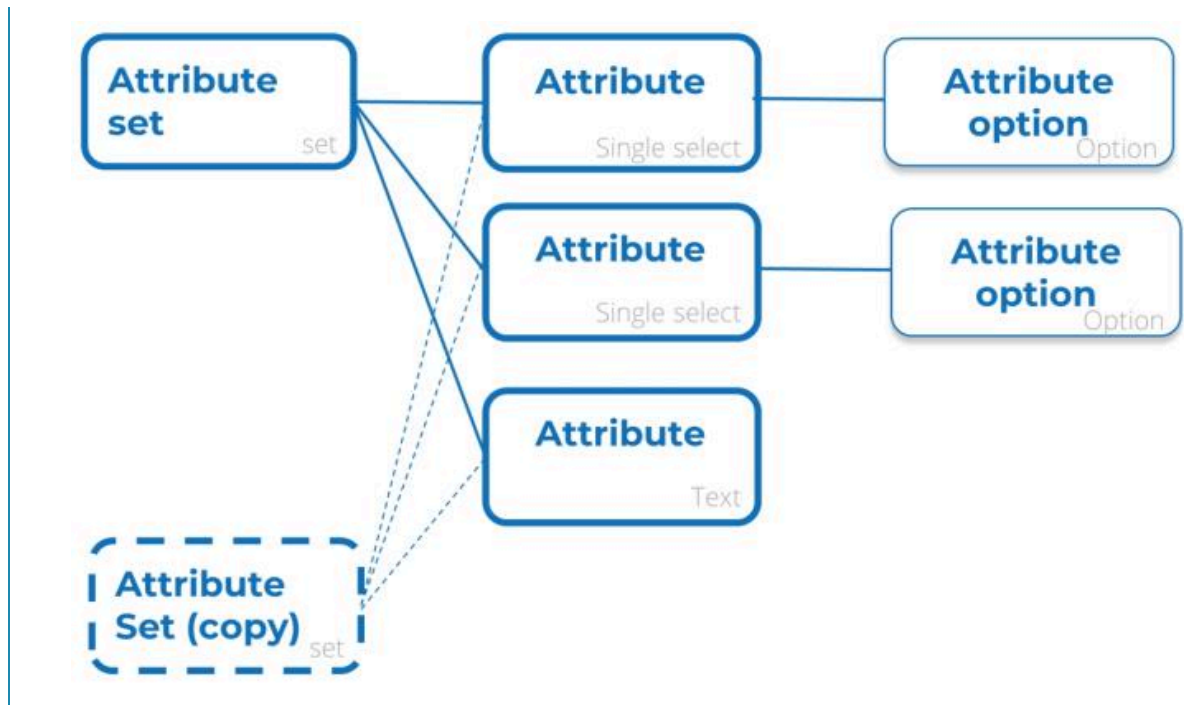 Attribute
set
set
Attribute
Single select
Attribute
option
Option
Attribute
Single select
Attribute
option
Option
Attribute
Text
Attribute
Set (copy)
set